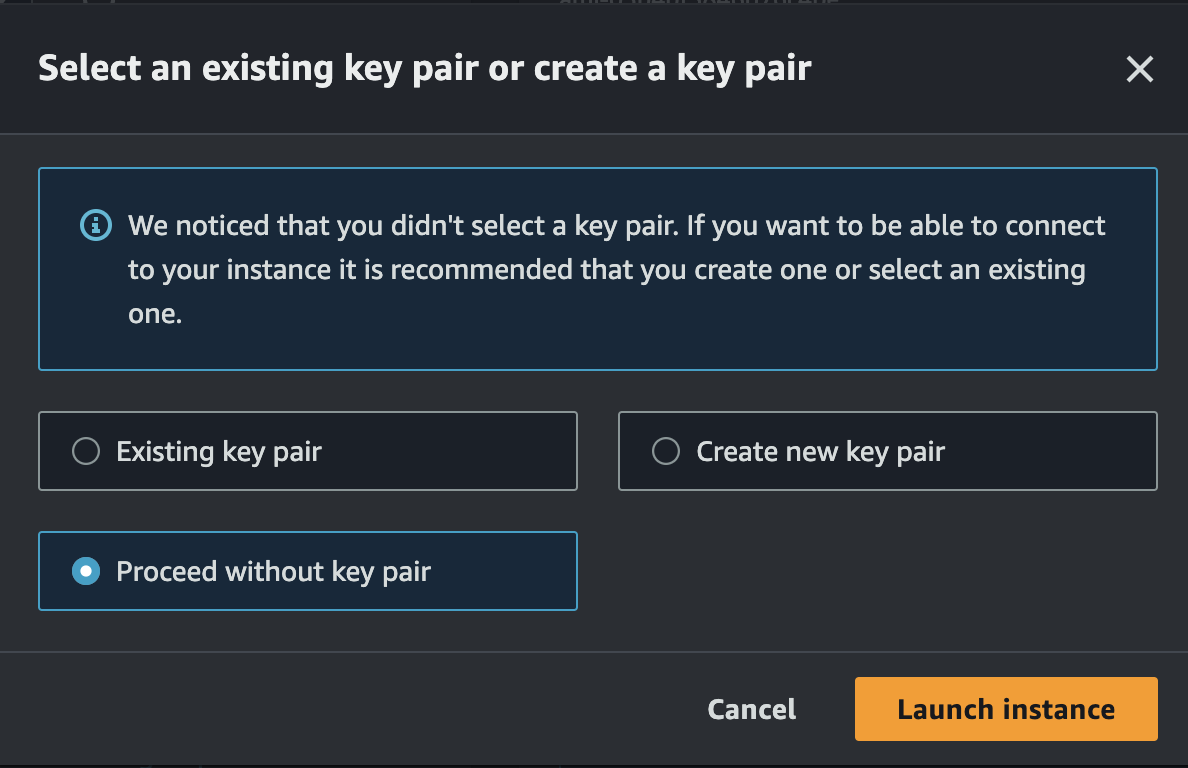 Select an existing key pair or create a key pair
We noticed that you didn't select a key pair. If you want to be able to connect
to your instance it is recommended that you create one or select an existing
one.
Existing key pair
Create new key pair
Proceed without key pair
Cancel
Launch instance